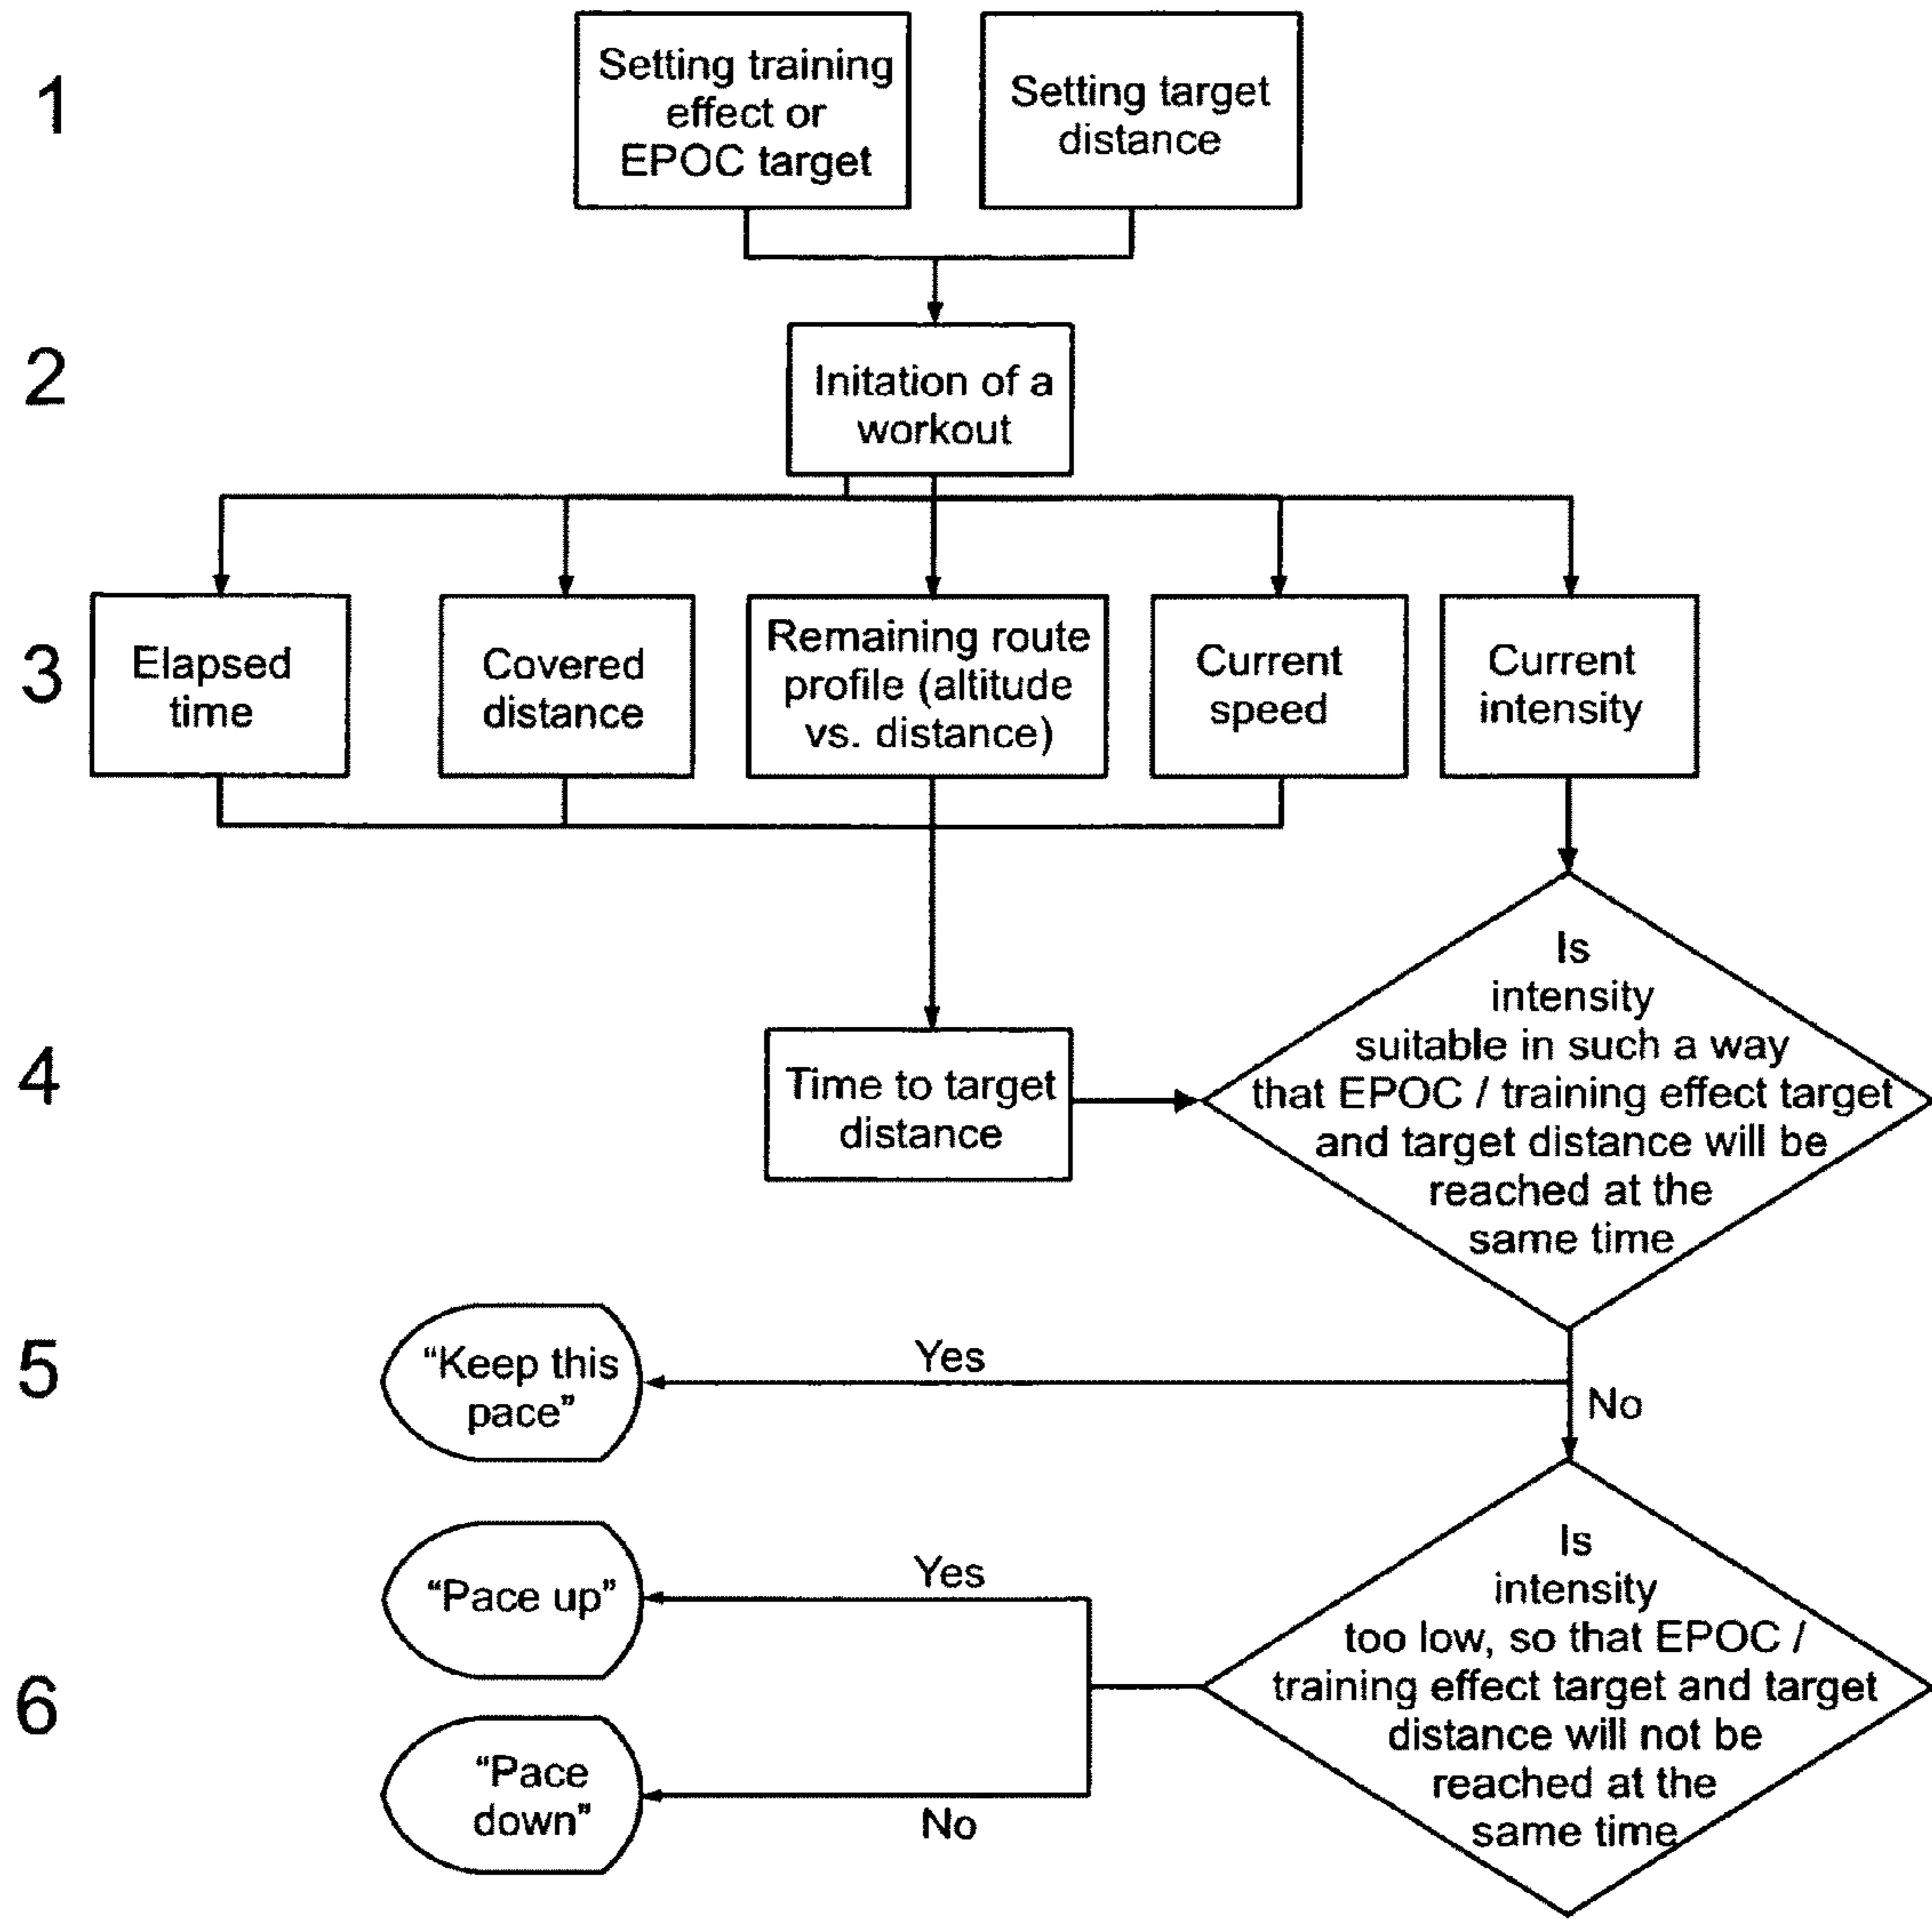 1
Setting training
effect or
EPOC target
Setting target
distance
2
Initation of a
workout
3
Elapsed
time
Covered
distance
Remaining route
profile (altitude
vs. distance)
Current
speed
Current
intensity
4
Time to target
distance
Is
intensity
suitable in such a way
that EPOC / training effect target
and target distance will be
reached at the
same time
5
“Keep this
pace”
Yes
No
6
“Pace up”
Yes
“Pace
down”
No
Is
intensity
too low, so that EPOC /
training effect target and target
distance will not be
reached at the
same time